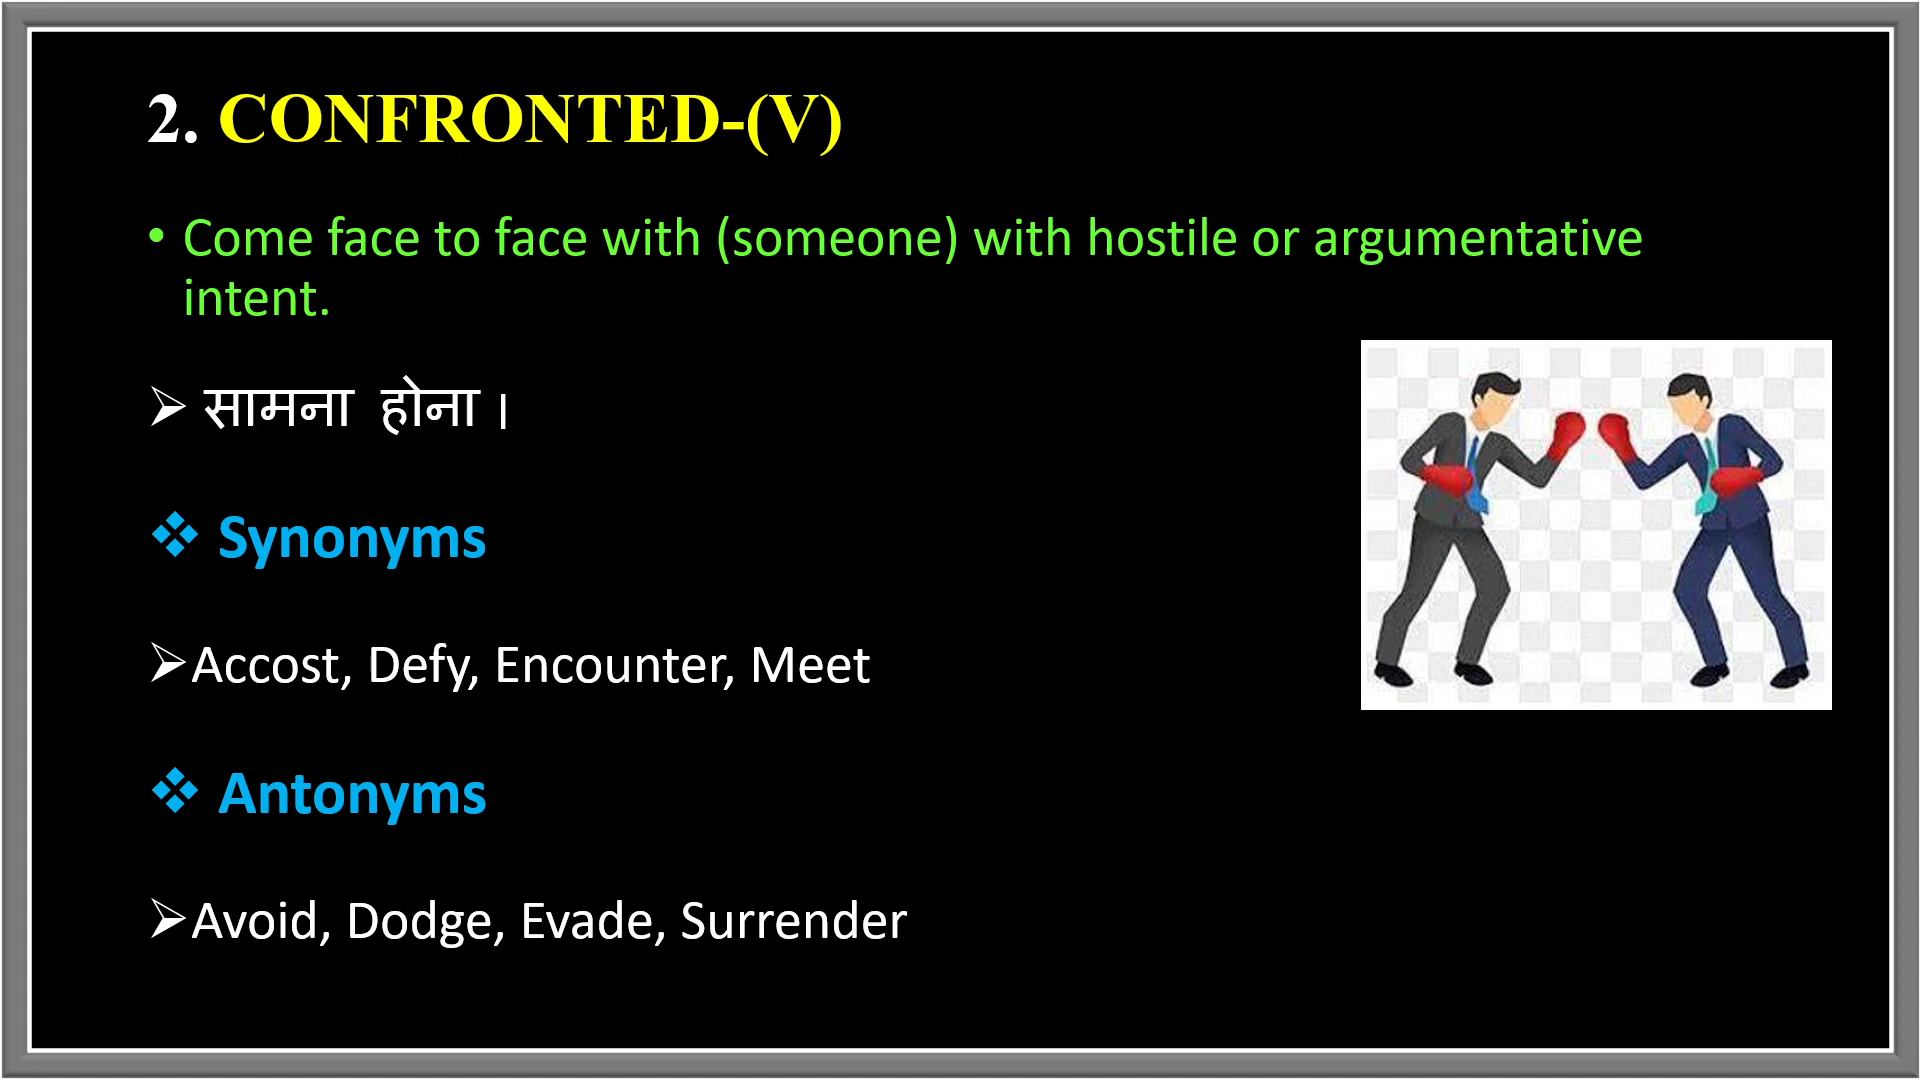 2. CONFRONTED-(V)
• Come face to face with (someone) with hostile or argumentative
intent.
➢ सामना होना।
❖ Synonyms
➢Accost, Defy, Encounter, Meet
❖ Antonyms
➢Avoid, Dodge, Evade, Surrender